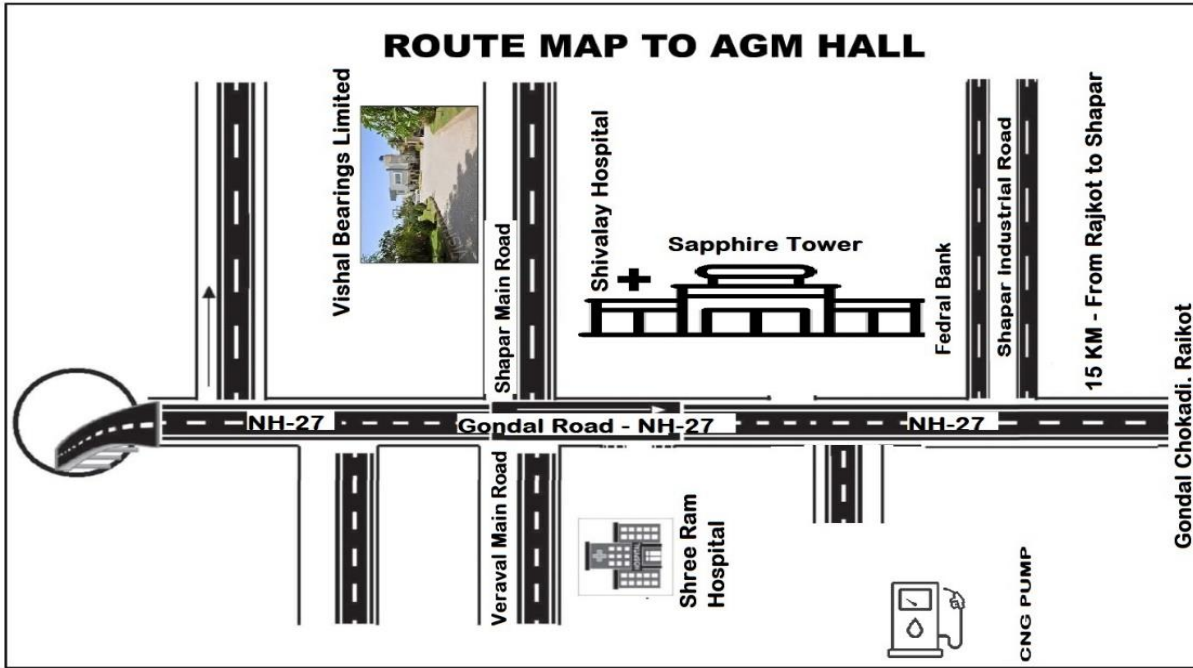 ROUTE MAP TO AGM HALL
Vishal Bearings Limited
Shapar Main Road
Shivalay Hospital
Sapphire Tower
Fedral Bank
Shapar Industrial Road
15 KM - From Rajkot to Shapar
Gondal Chokadi. Raikot
NH-27
Gondal Road - NH-27
NH-27
Veraval Main Road
Shree Ram
Hospital
CNG PUMP